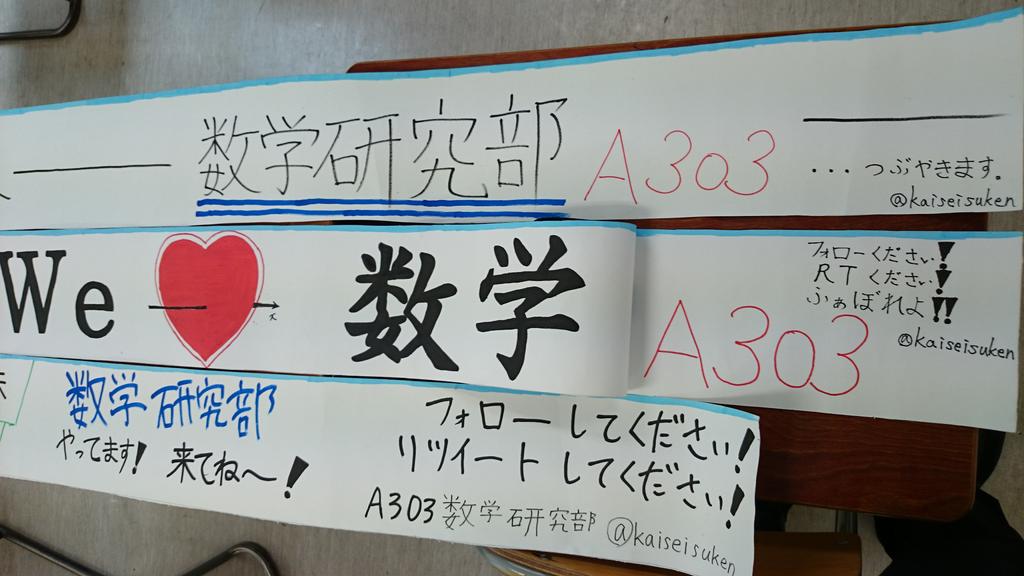 数学研究部 A303 ...つぶやきます。
@kaiseisuken
We 数学 A303
x
フォローください!
RTください!
ふぁぼれよ!!
@kaiseisuken
数学研究部
やってます! 来てね〜!
フォローしてください!
リツイートしてください!
A303 数学研究部 @kaiseisuken